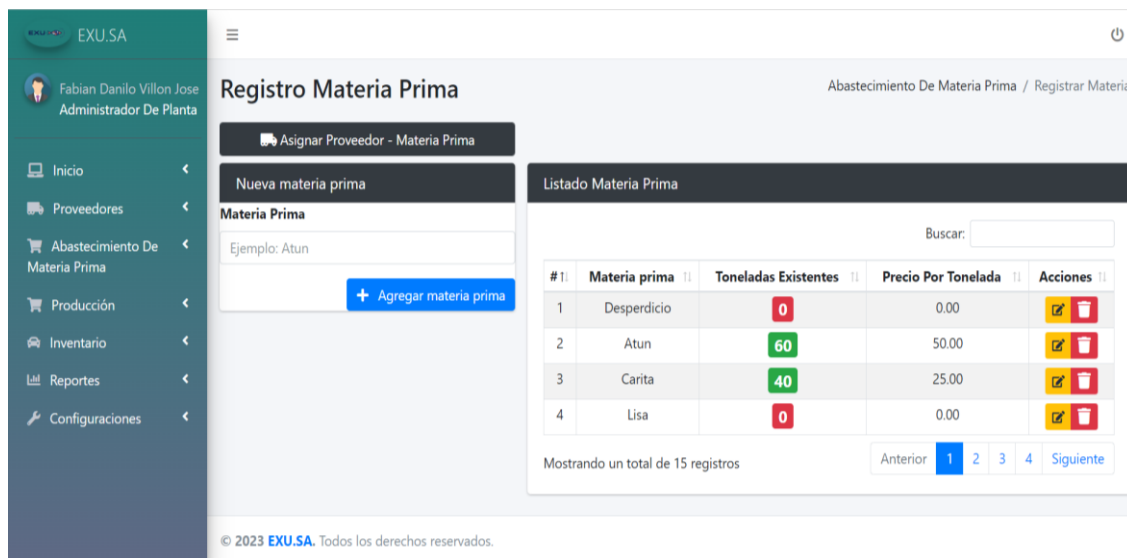 EXU.SA
Fabian Danilo Villon Jose
Administrador De Planta
Inicio
Proveedores
Abastecimiento De
Materia Prima
Producción
Inventario
Reportes
Configuraciones
Registro Materia Prima
Abastecimiento De Materia Prima / Registrar Materia
Asignar Proveedor - Materia Prima
Nueva materia prima
Materia Prima
Ejemplo: Atun
+ Agregar materia prima
Listado Materia Prima
Buscar:
# Materia prima Toneladas Existentes Precio Por Tonelada Acciones
1 Desperdicio 0 0.00
2 Atun 60 50.00
3 Carita 40 25.00
4 Lisa 0 0.00
Mostrando un total de 15 registros
Anterior 1 2 3 4 Siguiente
© 2023 EXU.SA. Todos los derechos reservados.